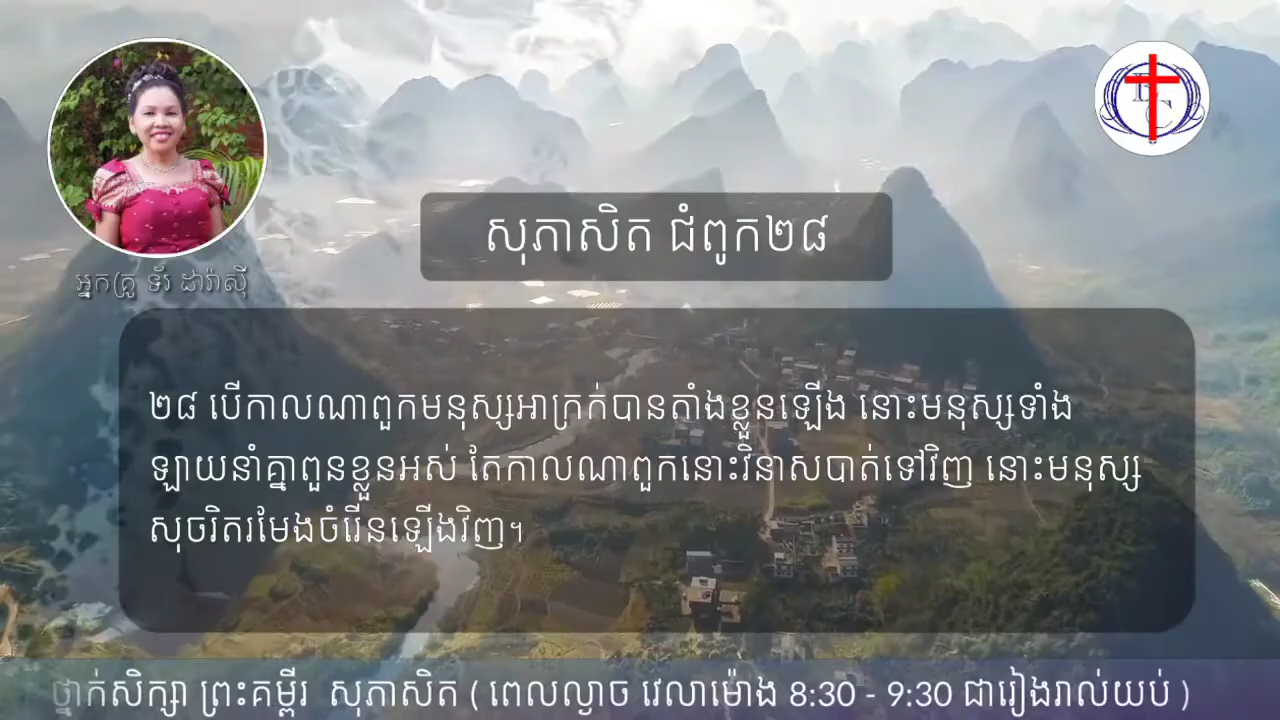 អ្នកគ្រូ ទ័រ ដារ៉ាស៊ី
សុភាសិត ជំពូក២៨
២៨ បើកាលណាពួកមនុស្សអាក្រក់បានតាំងខ្លួនឡើង នោះមនុស្សទាំង
ឡាយនាំគ្នាពួនខ្លួនអស់ តែកាលណាពួកនោះវិនាសបាត់ទៅវិញ នោះមនុស្ស
សុចរិតរមែងចំរើនឡើងវិញ។
ថ្នាក់សិក្សា ព្រះគម្ពីរ សុភាសិត ( ពេលល្ងាច វេលាម៉ោង 8:30 - 9:30 ជារៀងរាល់យប់ )